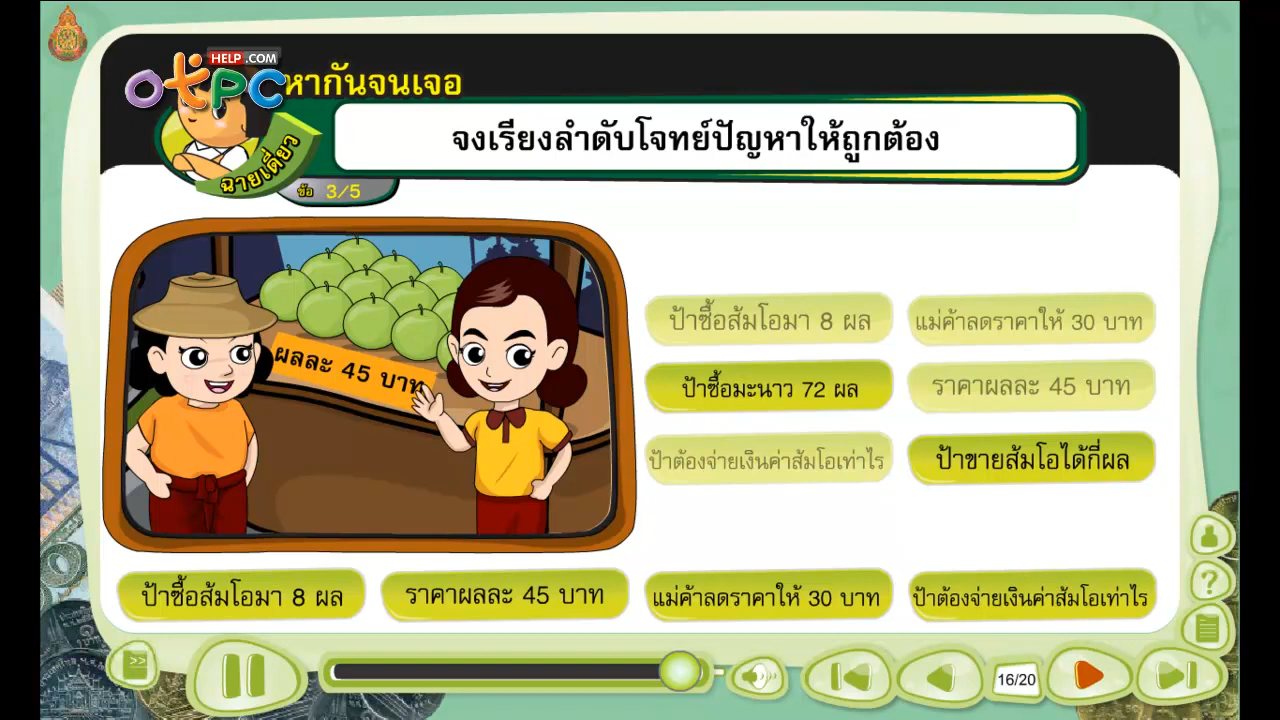 HELP.COM
OTPC
หากันจนเจอ
จงเรียงลำดับโจทย์ปัญหาให้ถูกต้อง
ฉายเดี่ยว
ข้อ 3/5
ผลละ 45 บาท
ป้าซื้อส้มโอมา 8 ผล
แม่ค้าลดราคาให้ 30 บาท
ป้าซื้อมะนาว 72 ผล
ราคาผลละ 45 บาท
ป้าต้องจ่ายเงินค่าส้มโอเท่าไร
ป้าขายส้มโอได้กี่ผล
ป้าซื้อส้มโอมา 8 ผล
ราคาผลละ 45 บาท
แม่ค้าลดราคาให้ 30 บาท
ป้าต้องจ่ายเงินค่าส้มโอเท่าไร
>>
?
16/20